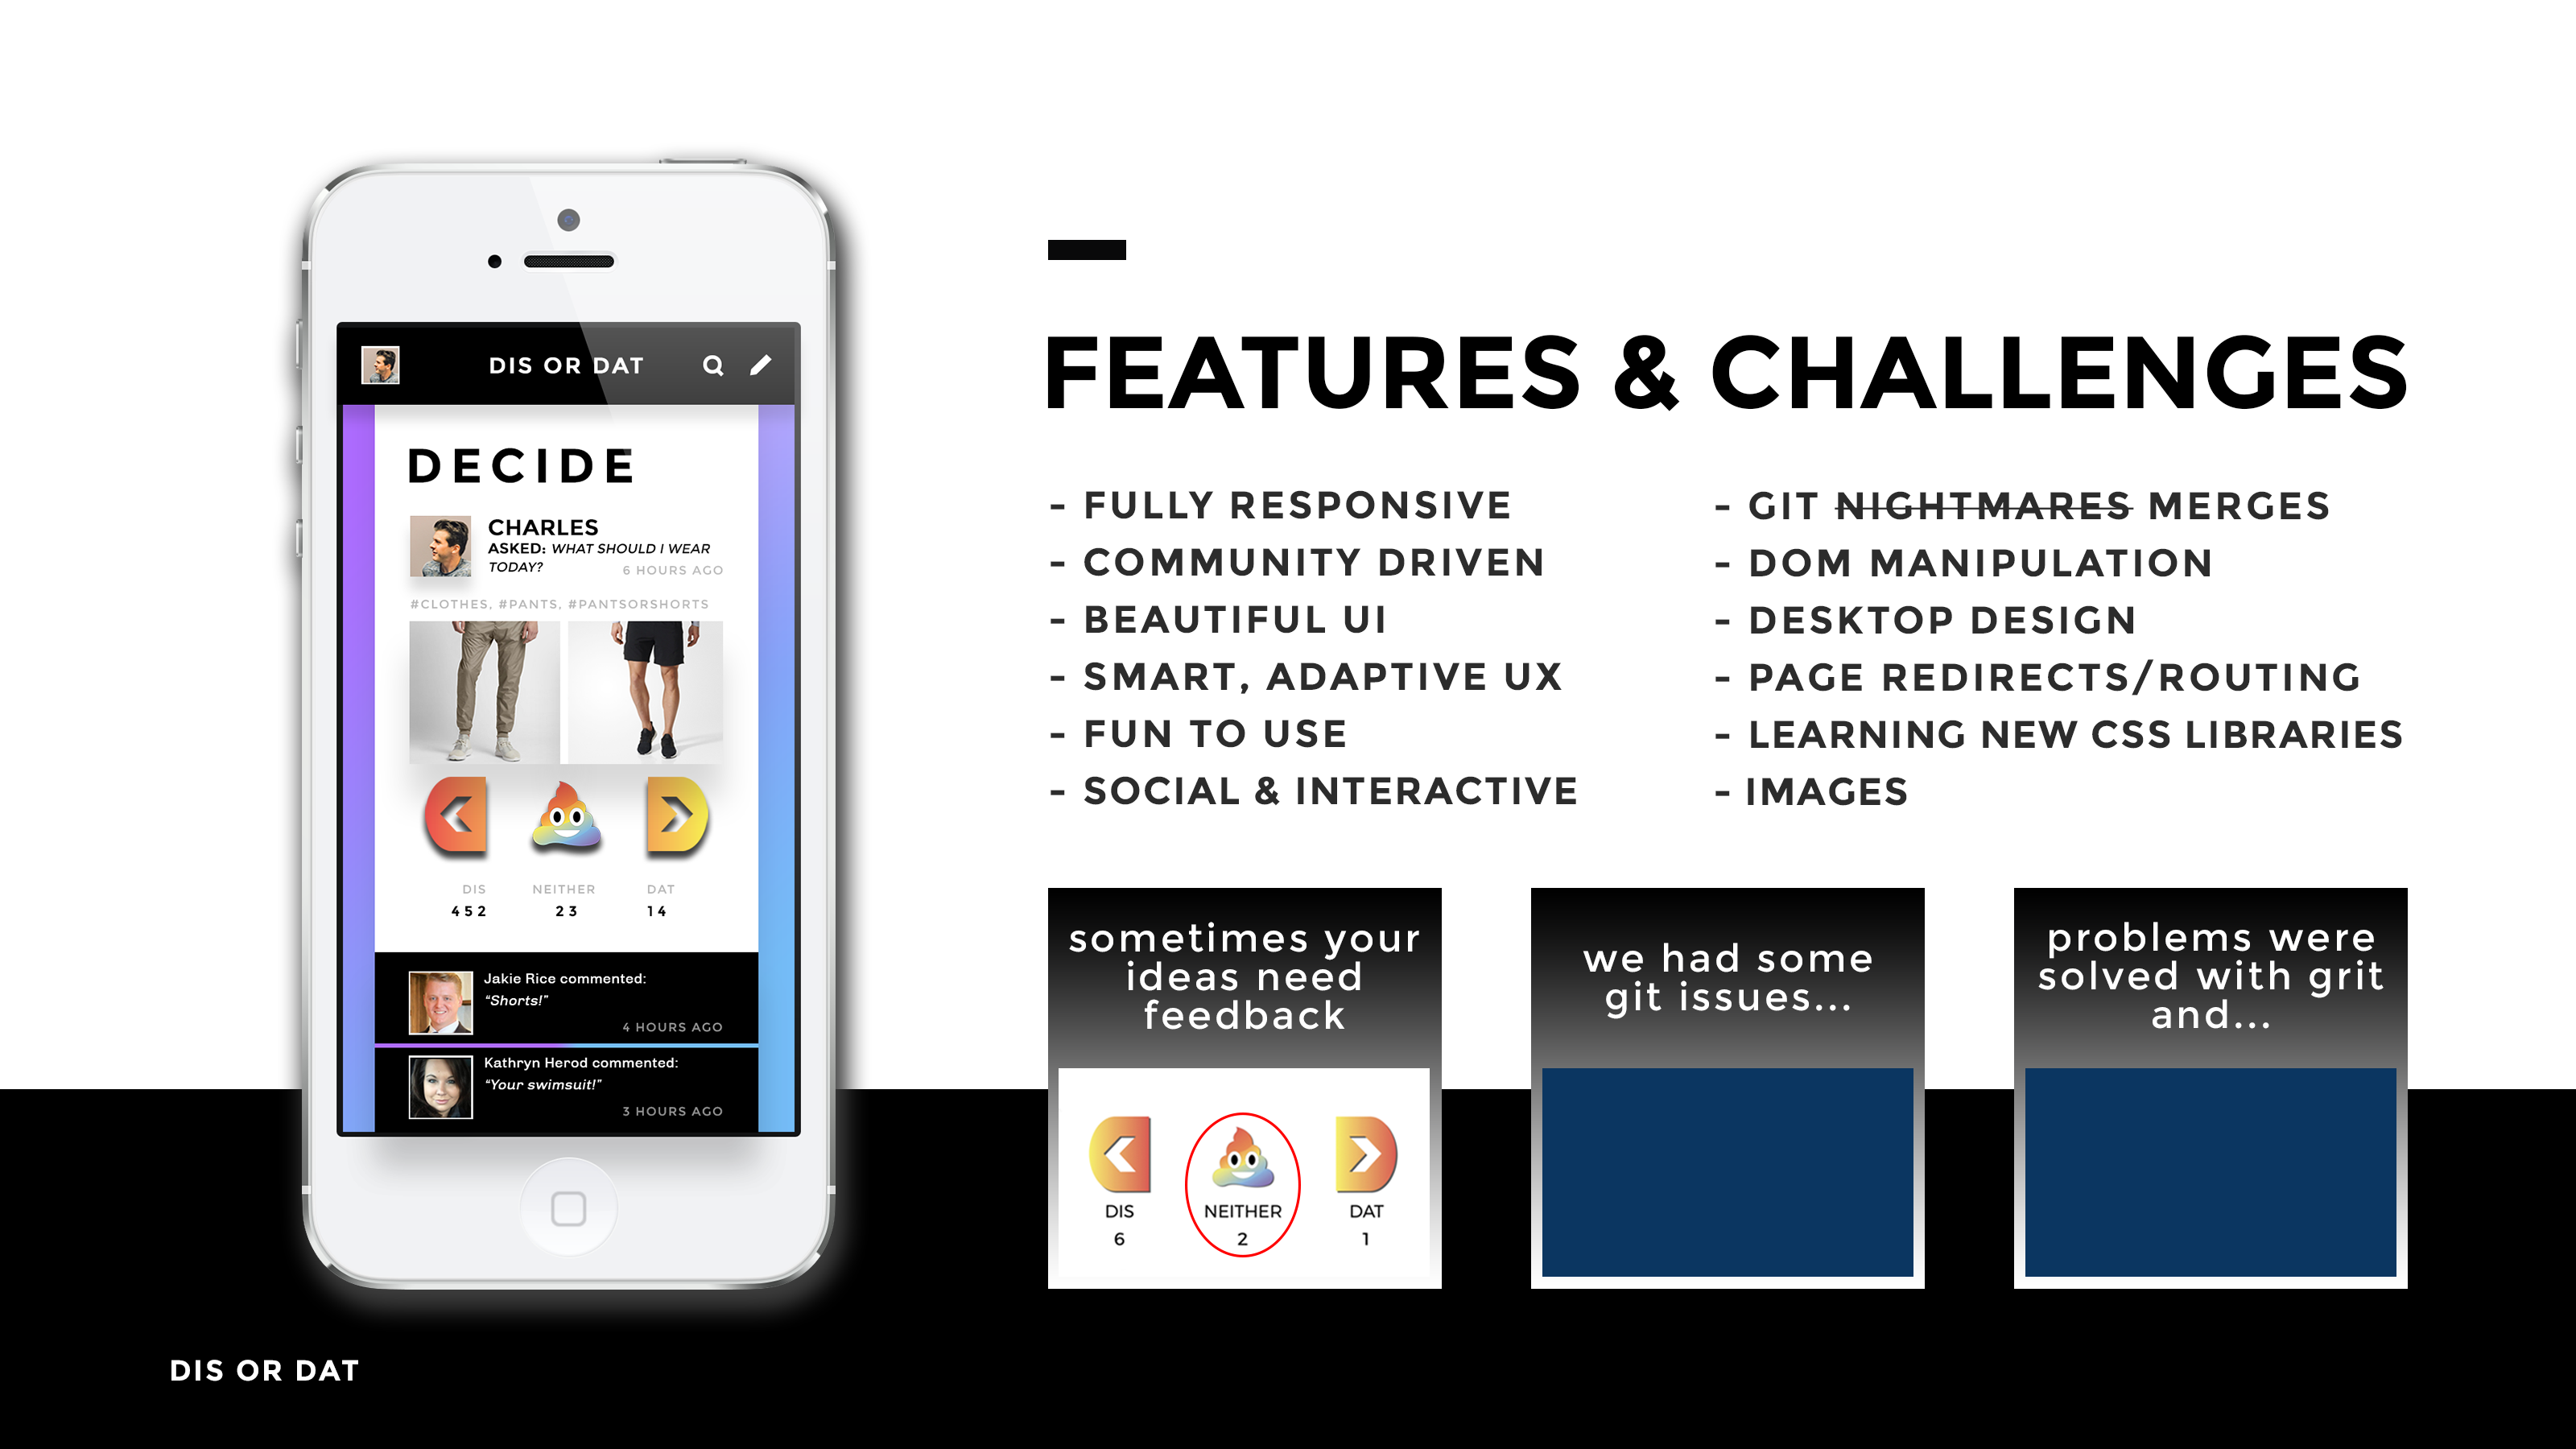 DIS OR DAT
DECIDE
CHARLES
ASKED: WHAT SHOULD I WEAR
TODAY?
6 HOURS AGO
#CLOTHES, #PANTS, #PANTSORSHORTS
DIS
NEITHER
DAT
452
23
14
Jakie Rice commented:
“Shorts!”
4 HOURS AGO
Kathryn Herod commented:
“Your swimsuit!”
3 HOURS AGO
FEATURES & CHALLENGES
- FULLY RESPONSIVE
- COMMUNITY DRIVEN
- BEAUTIFUL UI
- SMART, ADAPTIVE UX
- FUN TO USE
- SOCIAL & INTERACTIVE
- GIT NIGHTMARES MERGES
- DOM MANIPULATION
- DESKTOP DESIGN
- PAGE REDIRECTS/ROUTING
- LEARNING NEW CSS LIBRARIES
- IMAGES
sometimes your
ideas need
feedback
DIS
NEITHER
DAT
6
2
1
we had some
git issues...
problems were
solved with grit
and...
DIS OR DAT